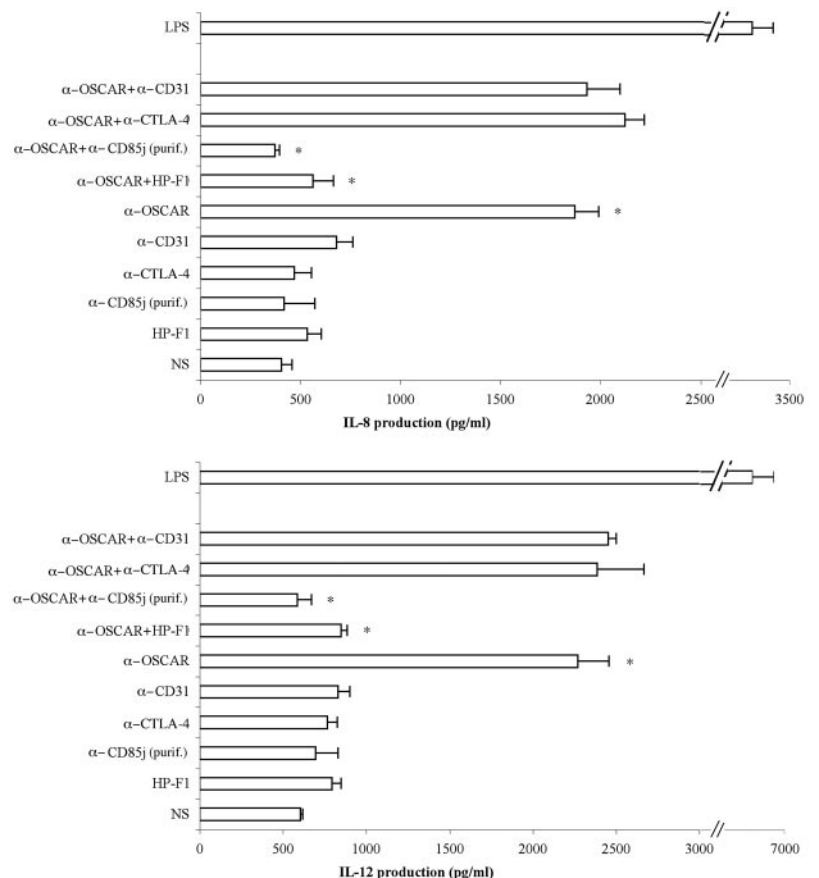 LPS
α-OSCAR+α-CD31
α-OSCAR+α-CTLA-4
α-OSCAR+α-CD85j (purif.) *
α-OSCAR+HP-F1 *
α-OSCAR *
α-CD31
α-CTLA-4
α-CD85j (purif.)
HP-F1
NS
0 500 1000 1500 2000 2500 // 3500
IL-8 production (pg/ml)
LPS
α-OSCAR+α-CD31
α-OSCAR+α-CTLA-4
α-OSCAR+α-CD85j (purif.) *
α-OSCAR+HP-F1 *
α-OSCAR *
α-CD31
α-CTLA-4
α-CD85j (purif.)
HP-F1
NS
0 500 1000 1500 2000 2500 3000 // 7000
IL-12 production (pg/ml)